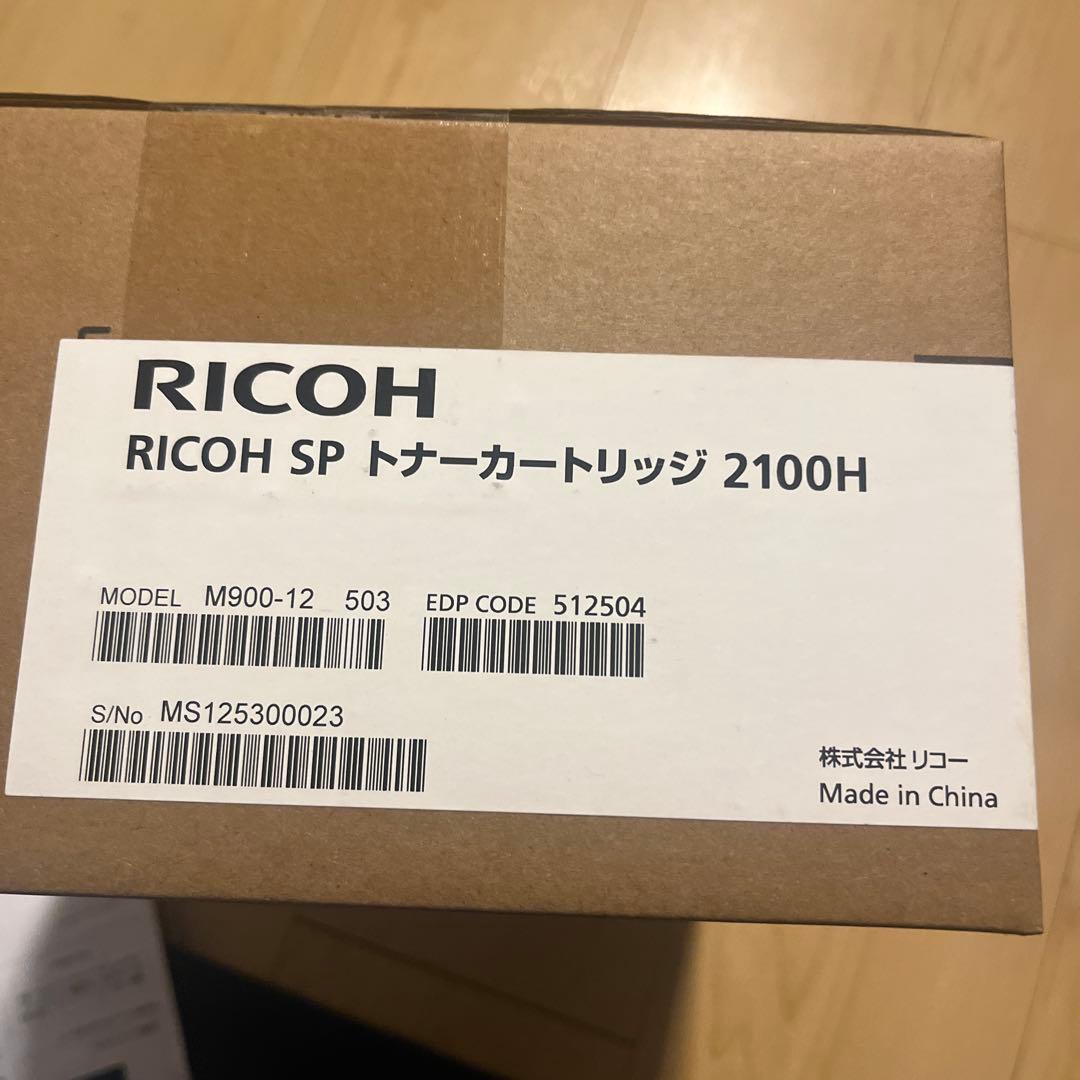 RICOH
RICOH SP トナーカートリッジ 2100H
MODEL M900-12 503 EDP CODE 512504
S/No MS125300023
株式会社リコー
Made in China